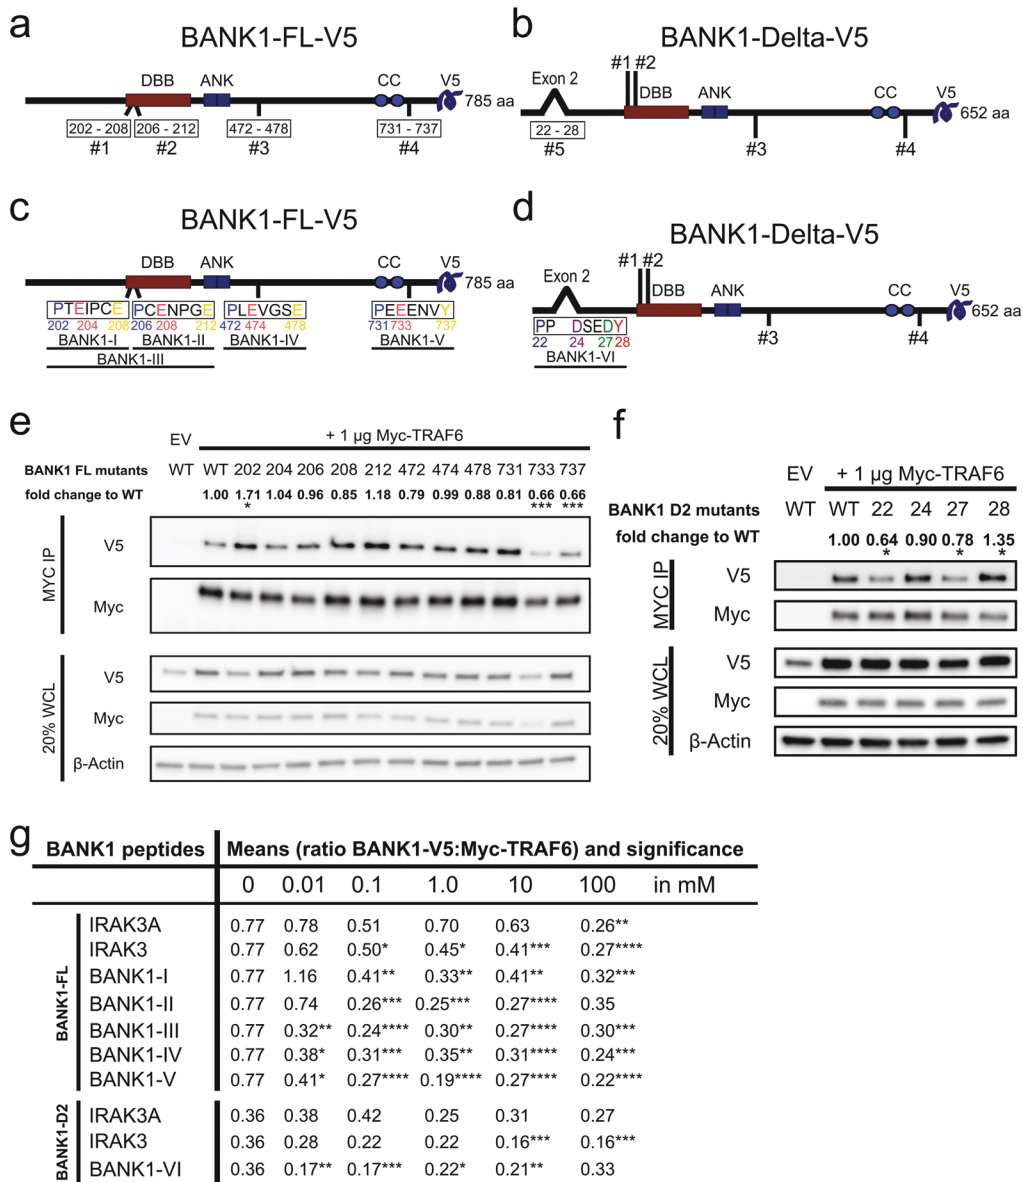 a
BANK1-FL-V5
DBB ANK CC V5
785 aa
202 - 208 206 - 212 472 - 478 731 - 737
#1 #2 #3 #4
b
BANK1-Delta-V5
#1 #2
Exon 2 DBB ANK CC V5
652 aa
22 - 28
#5 #3 #4
c
BANK1-FL-V5
DBB ANK CC V5
785 aa
PTEIPCE PCENPGE PLEVGSE PEEENVY
202 204 208 206 208 212 472 474 478 731 733 737
BANK1-I BANK1-II BANK1-IV BANK1-V
BANK1-III
d
BANK1-Delta-V5
#1 #2
Exon 2 DBB ANK CC V5
652 aa
PP DSEDY
22 24 27 28
BANK1-VI
#3 #4
e
EV + 1 µg Myc-TRAF6
BANK1 FL mutants WT WT 202 204 206 208 212 472 474 478 731 733 737
fold change to WT 1.00 1.71 1.04 0.96 0.85 1.18 0.79 0.99 0.88 0.81 0.66 0.66
* *** ***
MYC IP
V5
Myc
20% WCL
V5
Myc
β-Actin
f
EV + 1 µg Myc-TRAF6
BANK1 D2 mutants WT WT 22 24 27 28
fold change to WT 1.00 0.64 0.90 0.78 1.35
* * *
MYC IP
V5
Myc
20% WCL
V5
Myc
β-Actin
g
BANK1 peptides Means (ratio BANK1-V5:Myc-TRAF6) and significance
0 0.01 0.1 1.0 10 100 in mM
BANK1-FL
IRAK3A 0.77 0.78 0.51 0.70 0.63 0.26**
IRAK3 0.77 0.62 0.50* 0.45* 0.41*** 0.27****
BANK1-I 0.77 1.16 0.41** 0.33** 0.41** 0.32***
BANK1-II 0.77 0.74 0.26*** 0.25*** 0.27**** 0.35
BANK1-III 0.77 0.32** 0.24**** 0.30** 0.27**** 0.30***
BANK1-IV 0.77 0.38* 0.31*** 0.35** 0.31**** 0.24***
BANK1-V 0.77 0.41* 0.27**** 0.19**** 0.27**** 0.22****
BANK1-D2
IRAK3A 0.36 0.38 0.42 0.25 0.31 0.27
IRAK3 0.36 0.28 0.22 0.22 0.16*** 0.16***
BANK1-VI 0.36 0.17** 0.17*** 0.22* 0.21** 0.33